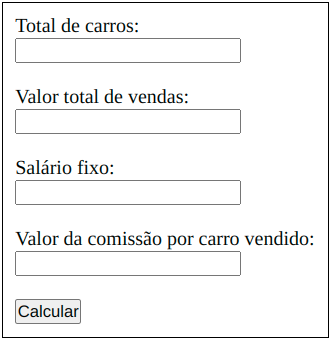 Total de carros:
Valor total de vendas:
Salário fixo:
Valor da comissão por carro vendido:
Calcular